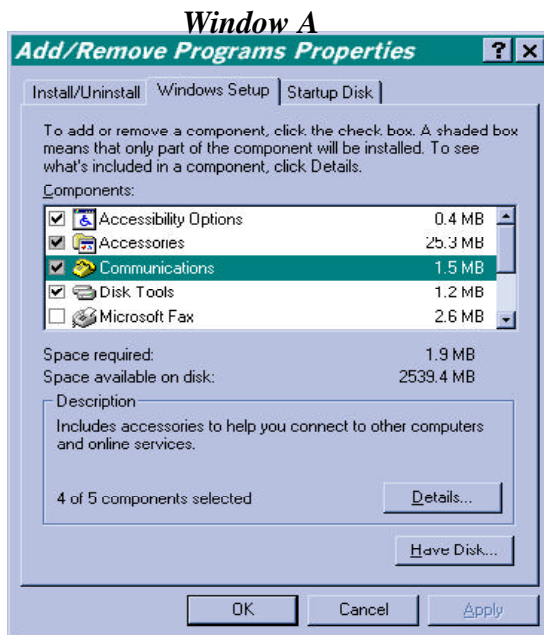 Window A
Add/Remove Programs Properties
Install/Uninstall Windows Setup Startup Disk
To add or remove a component, click the check box. A shaded box
means that only part of the component will be installed. To see
what's included in a component, click Details.
Components:
Accessibility Options 0.4 MB
Accessories 25.3 MB
Communications 1.5 MB
Disk Tools 1.2 MB
Microsoft Fax 2.6 MB
Space required: 1.9 MB
Space available on disk: 2539.4 MB
Description
Includes accessories to help you connect to other computers
and online services.
4 of 5 components selected Details...
Have Disk...
OK Cancel Apply